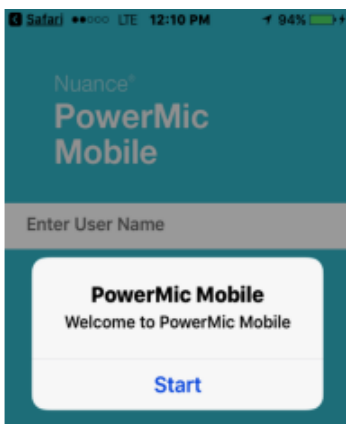 Safari ●●○○○ LTE 12:10 PM 94%
Nuance®
PowerMic
Mobile
Enter User Name
PowerMic Mobile
Welcome to PowerMic Mobile
Start